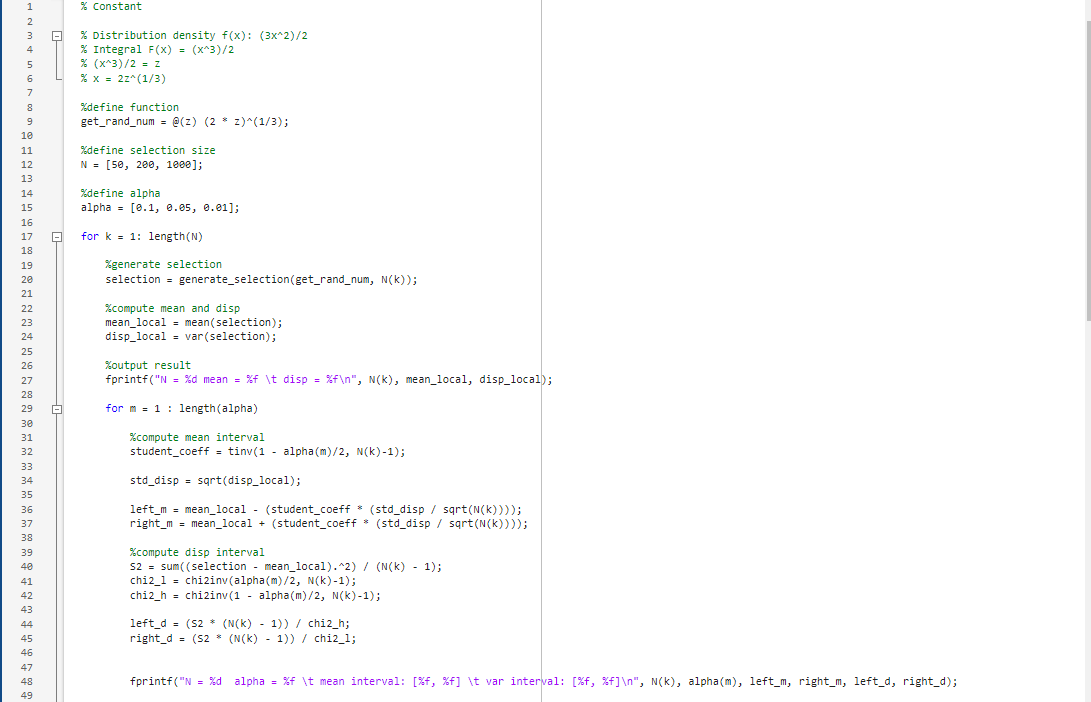 1 % Constant
2
3 % Distribution density f(x): (3x^2)/2
4 % Integral F(x) = (x^3)/2
5 % (x^3)/2 = z
6 % x = 2z^(1/3)
7
8 %define function
9 get_rand_num = @(z) (2 * z)^(1/3);
10
11 %define selection size
12 N = [50, 200, 1000];
13
14 %define alpha
15 alpha = [0.1, 0.05, 0.01];
16
17 for k = 1: length(N)
18
19 %generate selection
20 selection = generate_selection(get_rand_num, N(k));
21
22 %compute mean and disp
23 mean_local = mean(selection);
24 disp_local = var(selection);
25
26 %output result
27 fprintf("N = %d mean = %f \t disp = %f\n", N(k), mean_local, disp_local);
28
29 for m = 1 : length(alpha)
30
31 %compute mean interval
32 student_coeff = tinv(1 - alpha(m)/2, N(k)-1);
33
34 std_disp = sqrt(disp_local);
35
36 left_m = mean_local - (student_coeff * (std_disp / sqrt(N(k))));
37 right_m = mean_local + (student_coeff * (std_disp / sqrt(N(k))));
38
39 %compute disp interval
40 S2 = sum((selection - mean_local).^2) / (N(k) - 1);
41 chi2_l = chi2inv(alpha(m)/2, N(k)-1);
42 chi2_h = chi2inv(1 - alpha(m)/2, N(k)-1);
43
44 left_d = (S2 * (N(k) - 1)) / chi2_h;
45 right_d = (S2 * (N(k) - 1)) / chi2_l;
46
47
48 fprintf("N = %d  alpha = %f \t mean interval: [%f, %f] \t var interval: [%f, %f]\n", N(k), alpha(m), left_m, right_m, left_d, right_d);
49